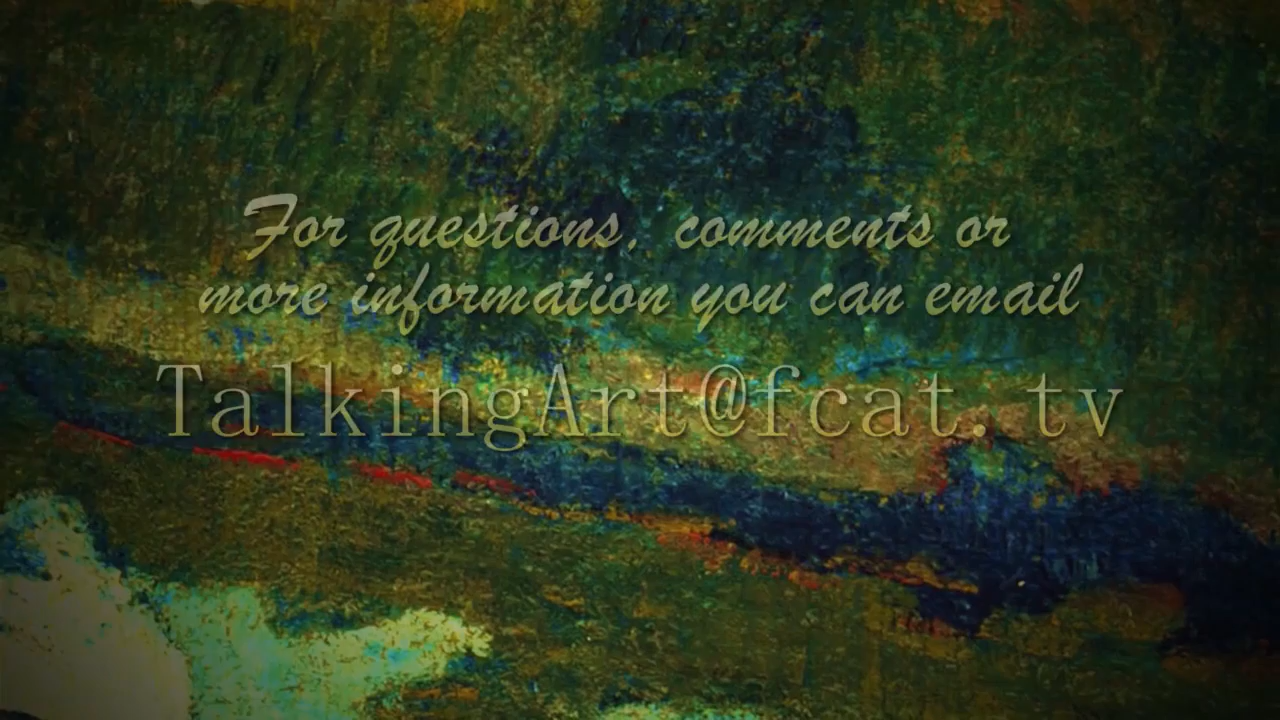 For questions, comments or
more information you can email
TalkingArt@fcat.tv